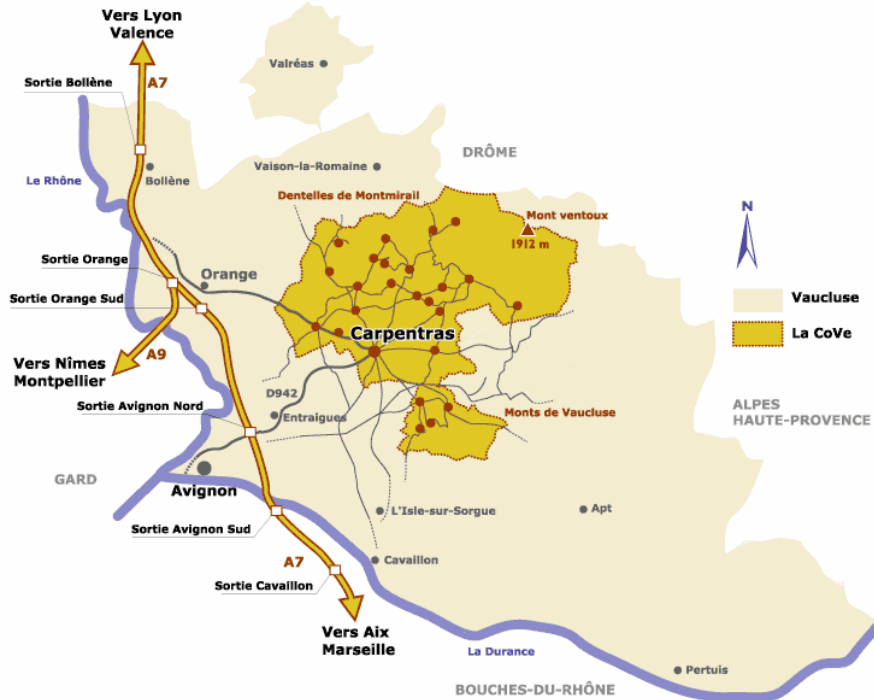 Vers Lyon
Valence
A7
Sortie Bollène
Valréas
DRÔME
Vaison-la-Romaine
Le Rhône
Bollène
Dentelles de Montmirail
Mont ventoux
1912 m
N
Sortie Orange
Orange
Sortie Orange Sud
Vaucluse
La CoVe
Carpentras
A9
Vers Nîmes
Montpellier
D942
Sortie Avignon Nord
Entraigues
Monts de Vaucluse
ALPES
HAUTE-PROVENCE
GARD
Avignon
L'Isle-sur-Sorgue
Apt
Sortie Avignon Sud
Cavaillon
A7
Sortie Cavaillon
Vers Aix
Marseille
La Durance
Pertuis
BOUCHES-DU-RHÔNE